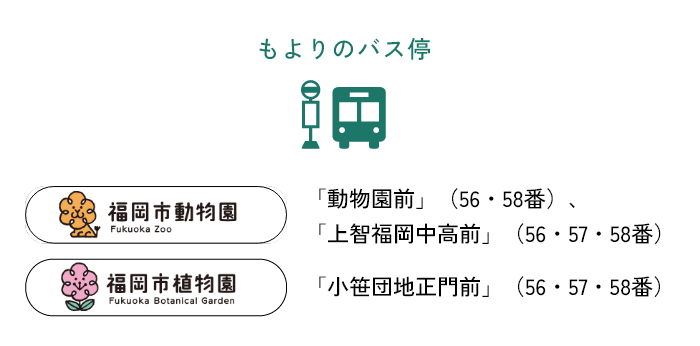 もよりのバス停
福岡市動物園
Fukuoka Zoo
「動物園前」（56・58番）、
「上智福岡中高前」（56・57・58番）
福岡市植物園
Fukuoka Botanical Garden
「小笹団地正門前」（56・57・58番）